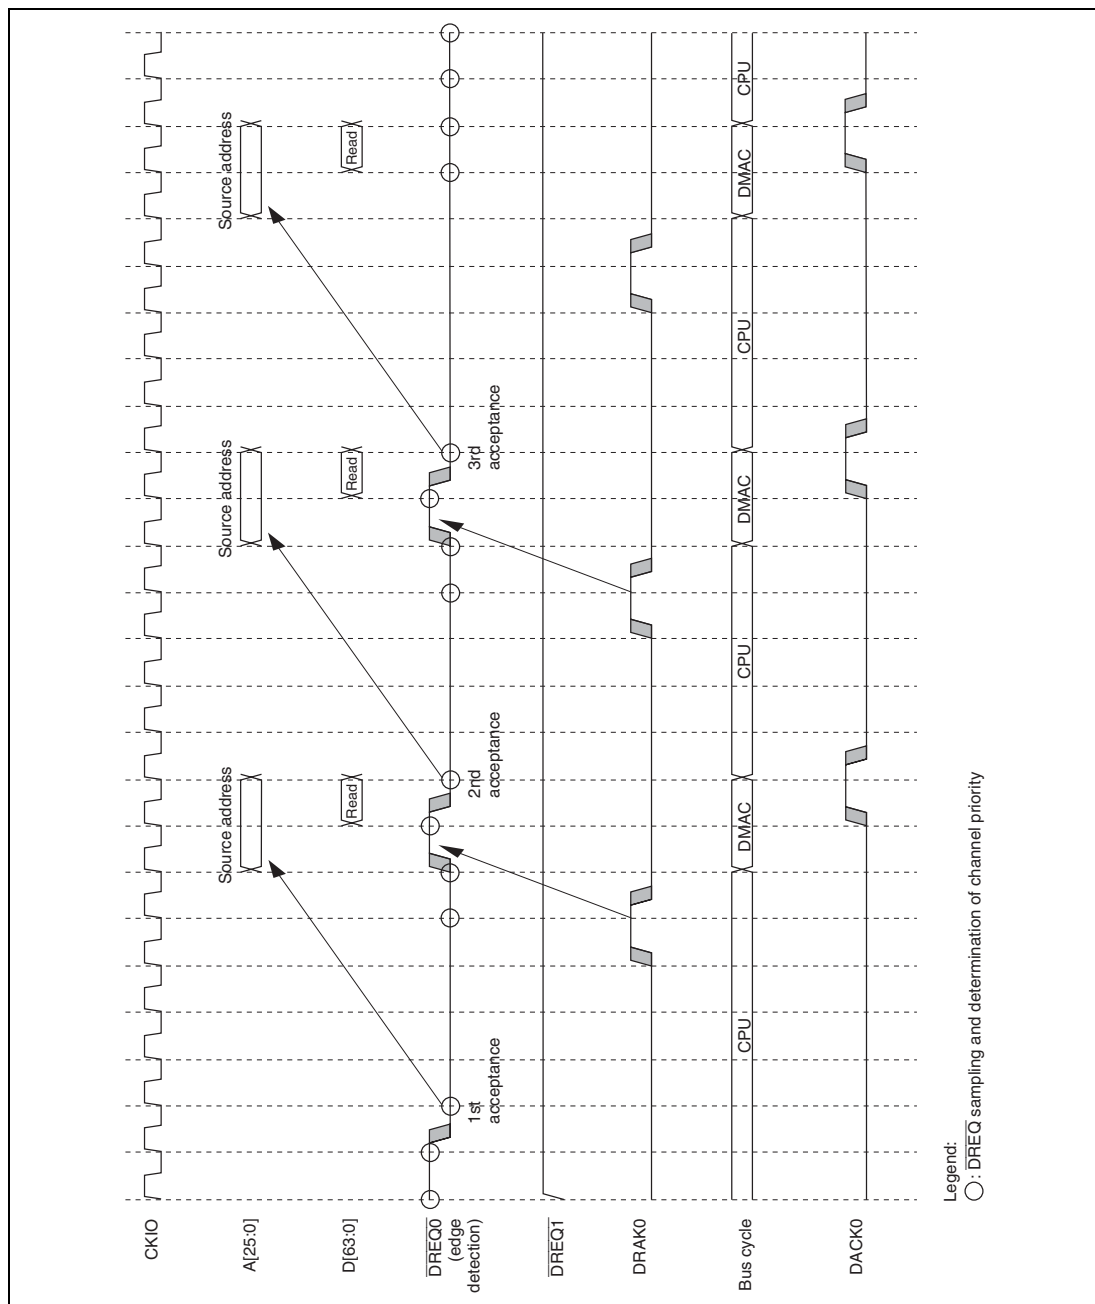 CKIO
A[25:0]
Source address
Source address
Source address
D[63:0]
Read
Read
Read
DREQ0
(edge
detection)
1st
acceptance
2nd
acceptance
3rd
acceptance
DREQ1
DRAK0
Bus cycle
CPU
DMAC
CPU
DMAC
CPU
DMAC
CPU
DACK0
Legend:
: DREQ sampling and determination of channel priority